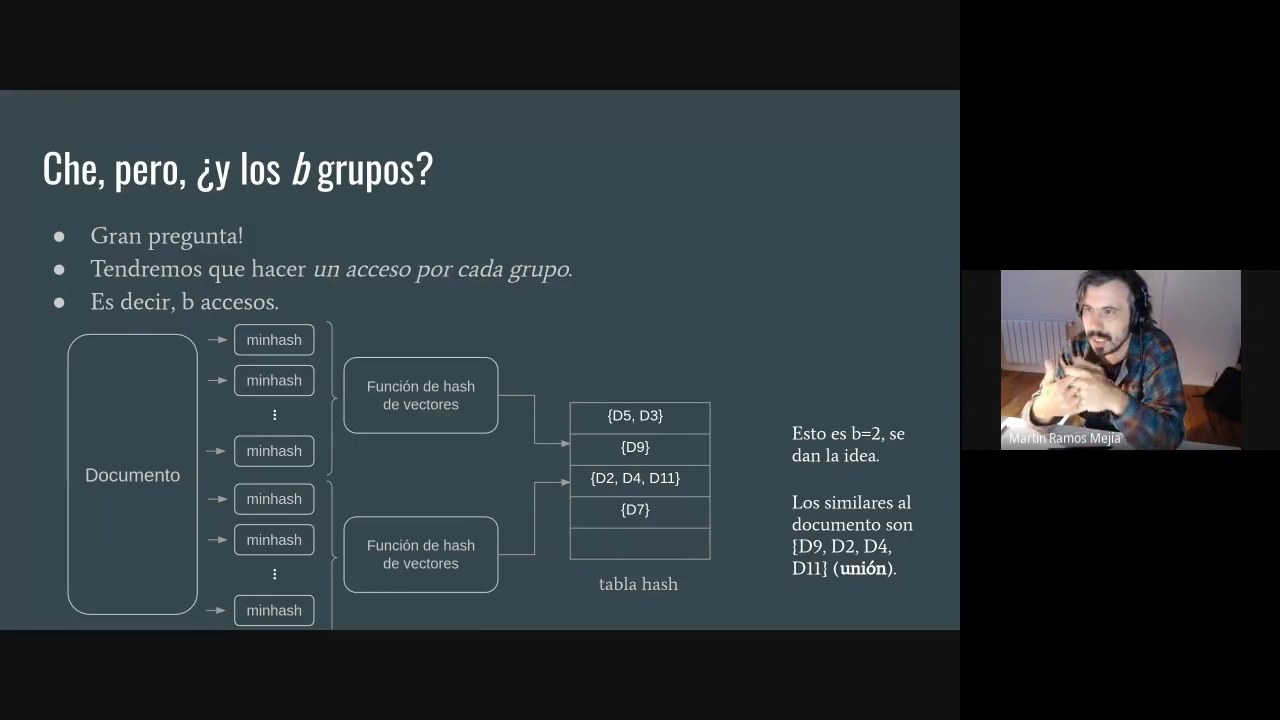 Che, pero, ¿y los b grupos?
● Gran pregunta!
● Tendremos que hacer un acceso por cada grupo.
● Es decir, b accesos.
Documento
minhash
minhash
⋮
minhash
minhash
minhash
⋮
minhash
Función de hash
de vectores
Función de hash
de vectores
{D5, D3}
{D9}
{D2, D4, D11}
{D7}
tabla hash
Esto es b=2, se
dan la idea.
Los similares al
documento son
{D9, D2, D4,
D11} (unión).
Martín Ramos Mejía